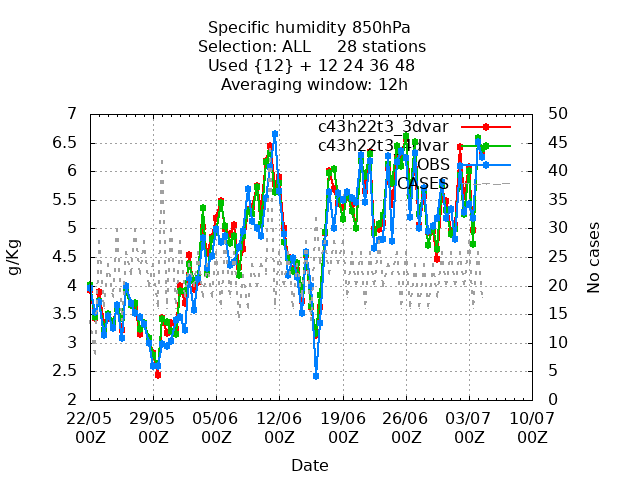 Specific humidity 850hPa
Selection: ALL 28 stations
Used {12} + 12 24 36 48
Averaging window: 12h
c43h22t3_3dvar
c43h22t3_4dvar
OBS
CASES
g/Kg
7
6.5
6
5.5
5
4.5
4
3.5
3
2.5
2
No cases
50
45
40
35
30
25
20
15
10
5
0
22/05 29/05 05/06 12/06 19/06 26/06 03/07 10/07
00Z 00Z 00Z 00Z 00Z 00Z 00Z 00Z
Date